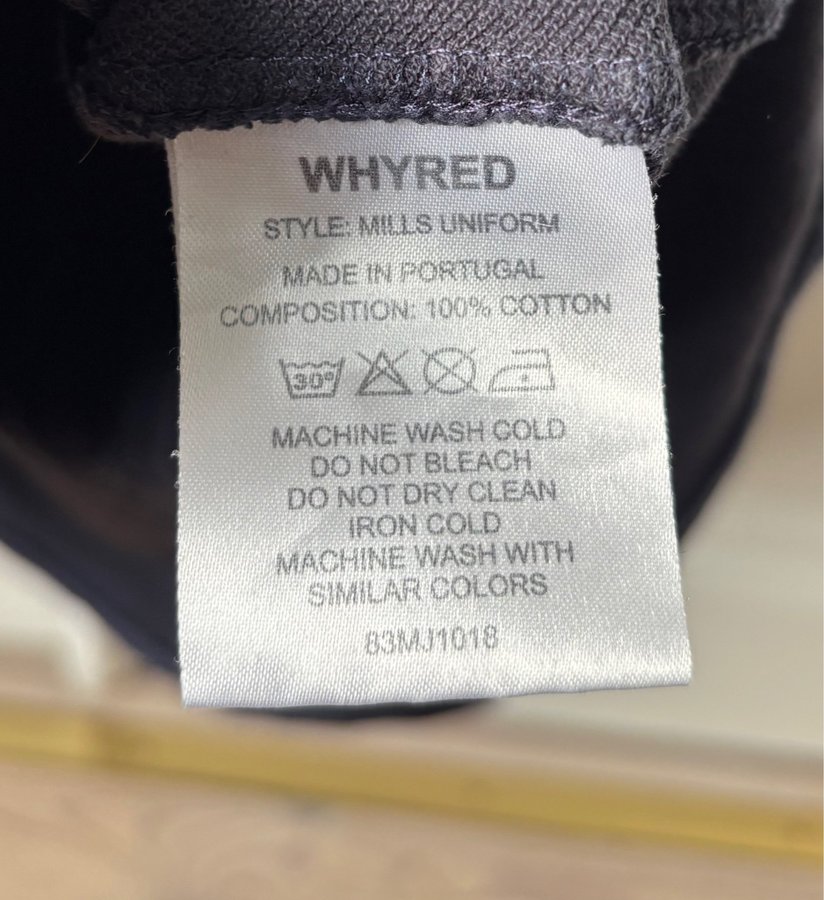 WHYRED
STYLE: MILLS UNIFORM
MADE IN PORTUGAL
COMPOSITION: 100% COTTON
30°
MACHINE WASH COLD
DO NOT BLEACH
DO NOT DRY CLEAN
IRON COLD
MACHINE WASH WITH
SIMILAR COLORS
83MJ1018